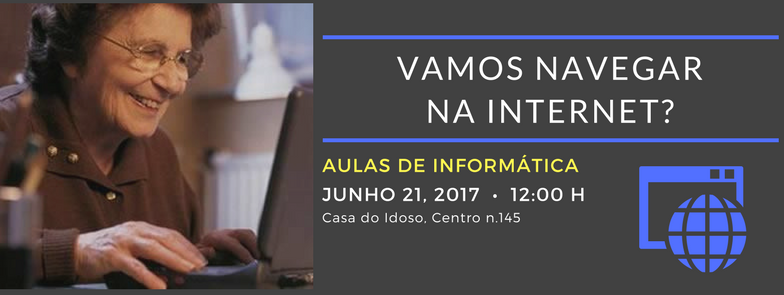 VAMOS NAVEGAR
NA INTERNET?
AULAS DE INFORMÁTICA
JUNHO 21, 2017 • 12:00 H
Casa do Idoso, Centro n.145